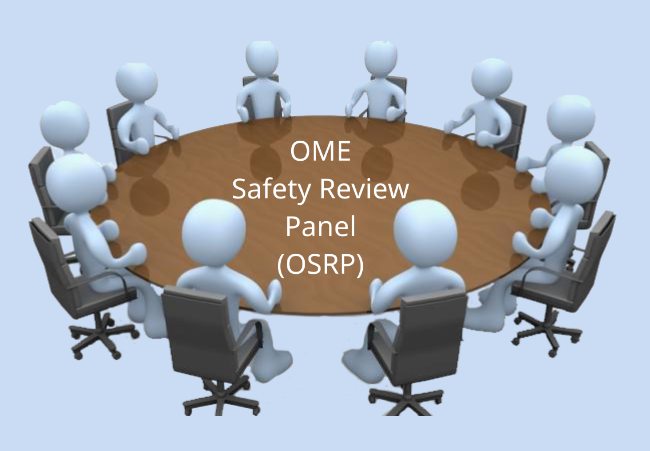 OME
Safety Review
Panel
(OSRP)